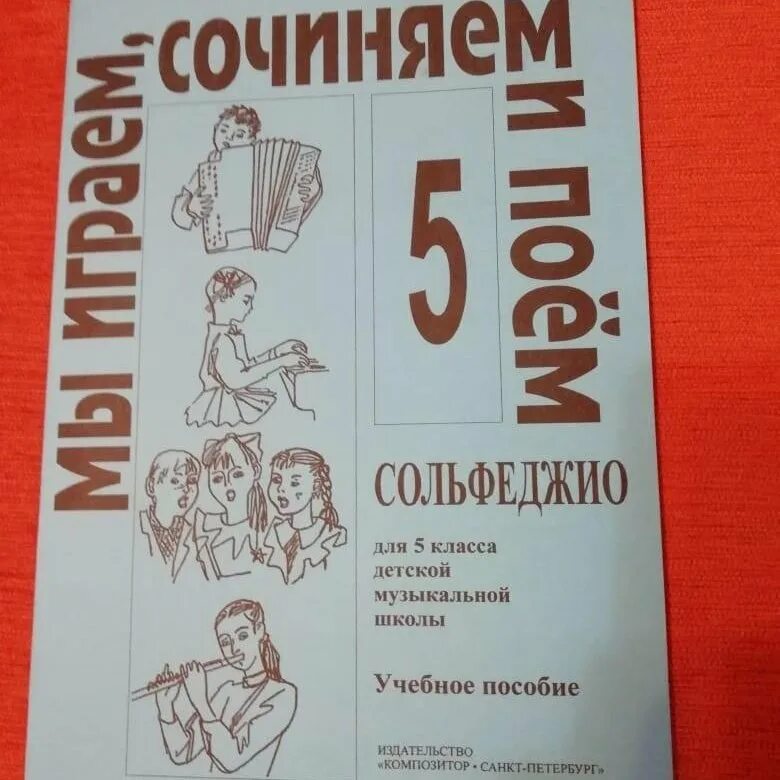 Мы играем,
сочиняем
и поём
5
СОЛЬФЕДЖИО
для 5 класса
детской
музыкальной
школы
Учебное пособие
ИЗДАТЕЛЬСТВО
«КОМПОЗИТОР • САНКТ-ПЕТЕРБУРГ»